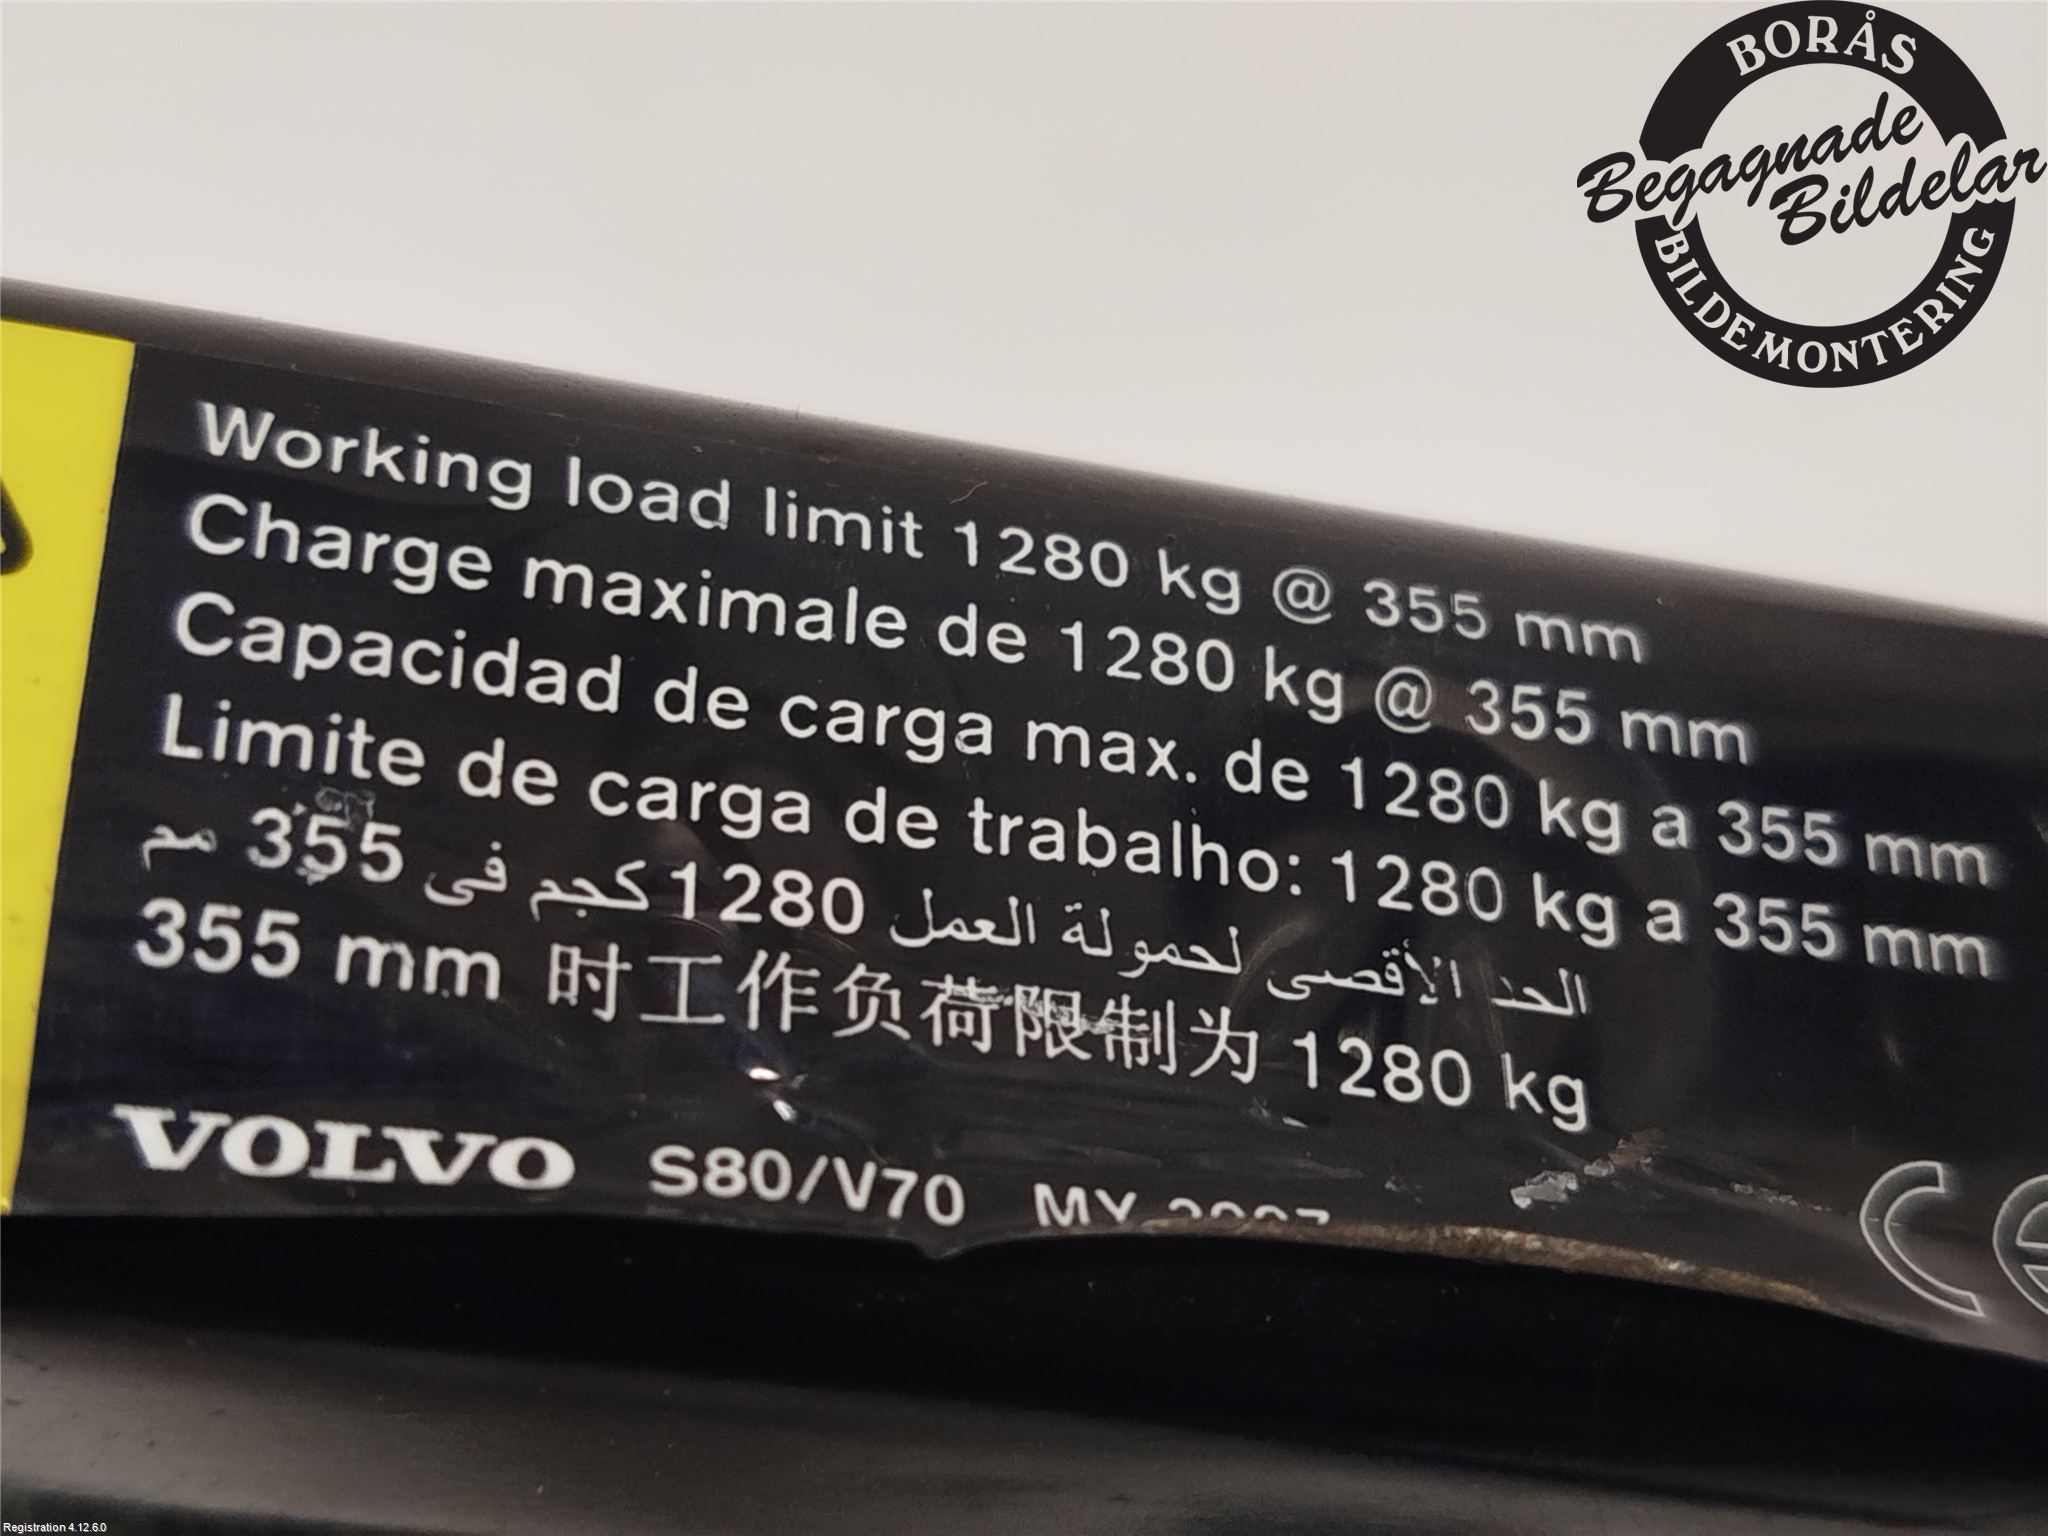 BORÅS
Begagnade
Bildelar
BILDEMONTERING
Working load limit 1280 kg @ 355 mm
Charge maximale de 1280 kg @ 355 mm
Capacidad de carga max. de 1280 kg a 355 mm
Limite de carga de trabalho: 1280 kg a 355 mm
الحد الأقصى لحمولة العمل 1280كجم فى 355 مم
355 mm 时工作负荷限制为 1280 kg
VOLVO S80/V70 MY
CE
Registration 4.12.6.0